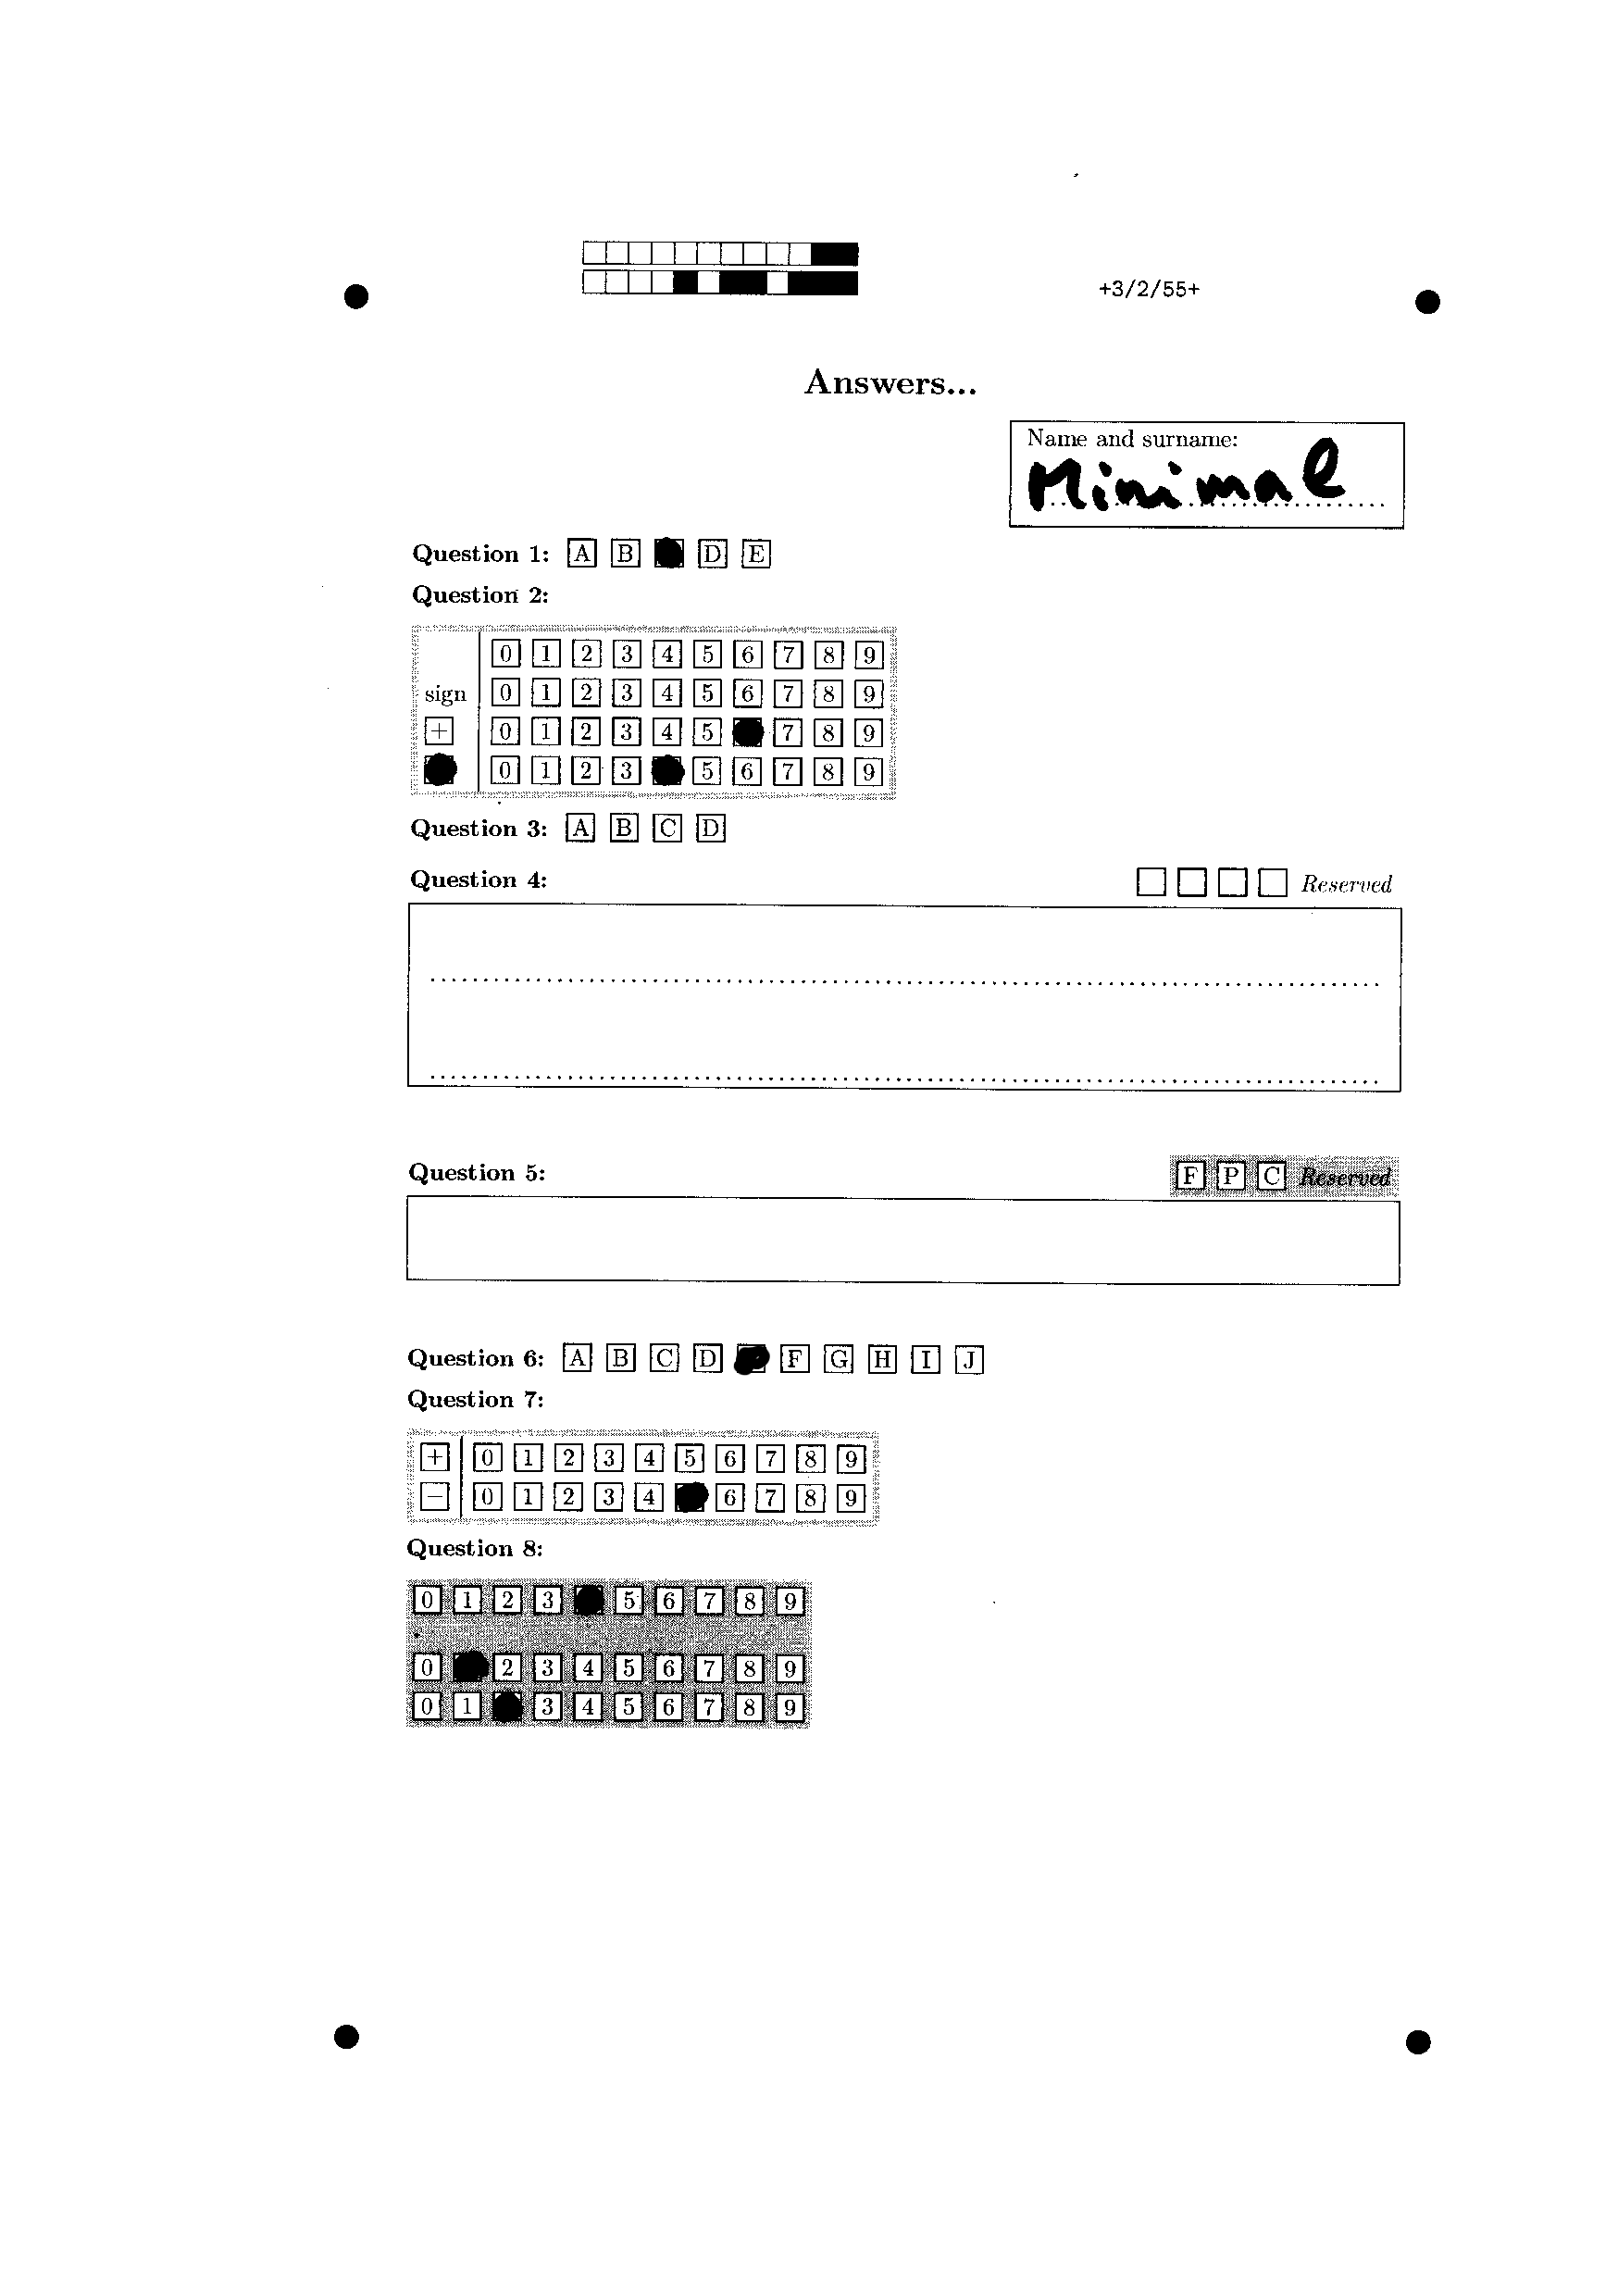 +3/2/55+
Answers...
Name and surname:
Minimal
Question 1: A B D E
Question 2:
0 1 2 3 4 5 6 7 8 9
sign 0 1 2 3 4 5 6 7 8 9
+ 0 1 2 3 4 5 7 8 9
0 1 2 3 5 6 7 8 9
Question 3: A B C D
Question 4: Reserved
Question 5: F P C Reserved
Question 6: A B C D F G H I J
Question 7:
+ 0 1 2 3 4 5 6 7 8 9
− 0 1 2 3 4 6 7 8 9
Question 8:
0 1 2 3 5 6 7 8 9
.
0 2 3 4 5 6 7 8 9
0 1 3 4 5 6 7 8 9